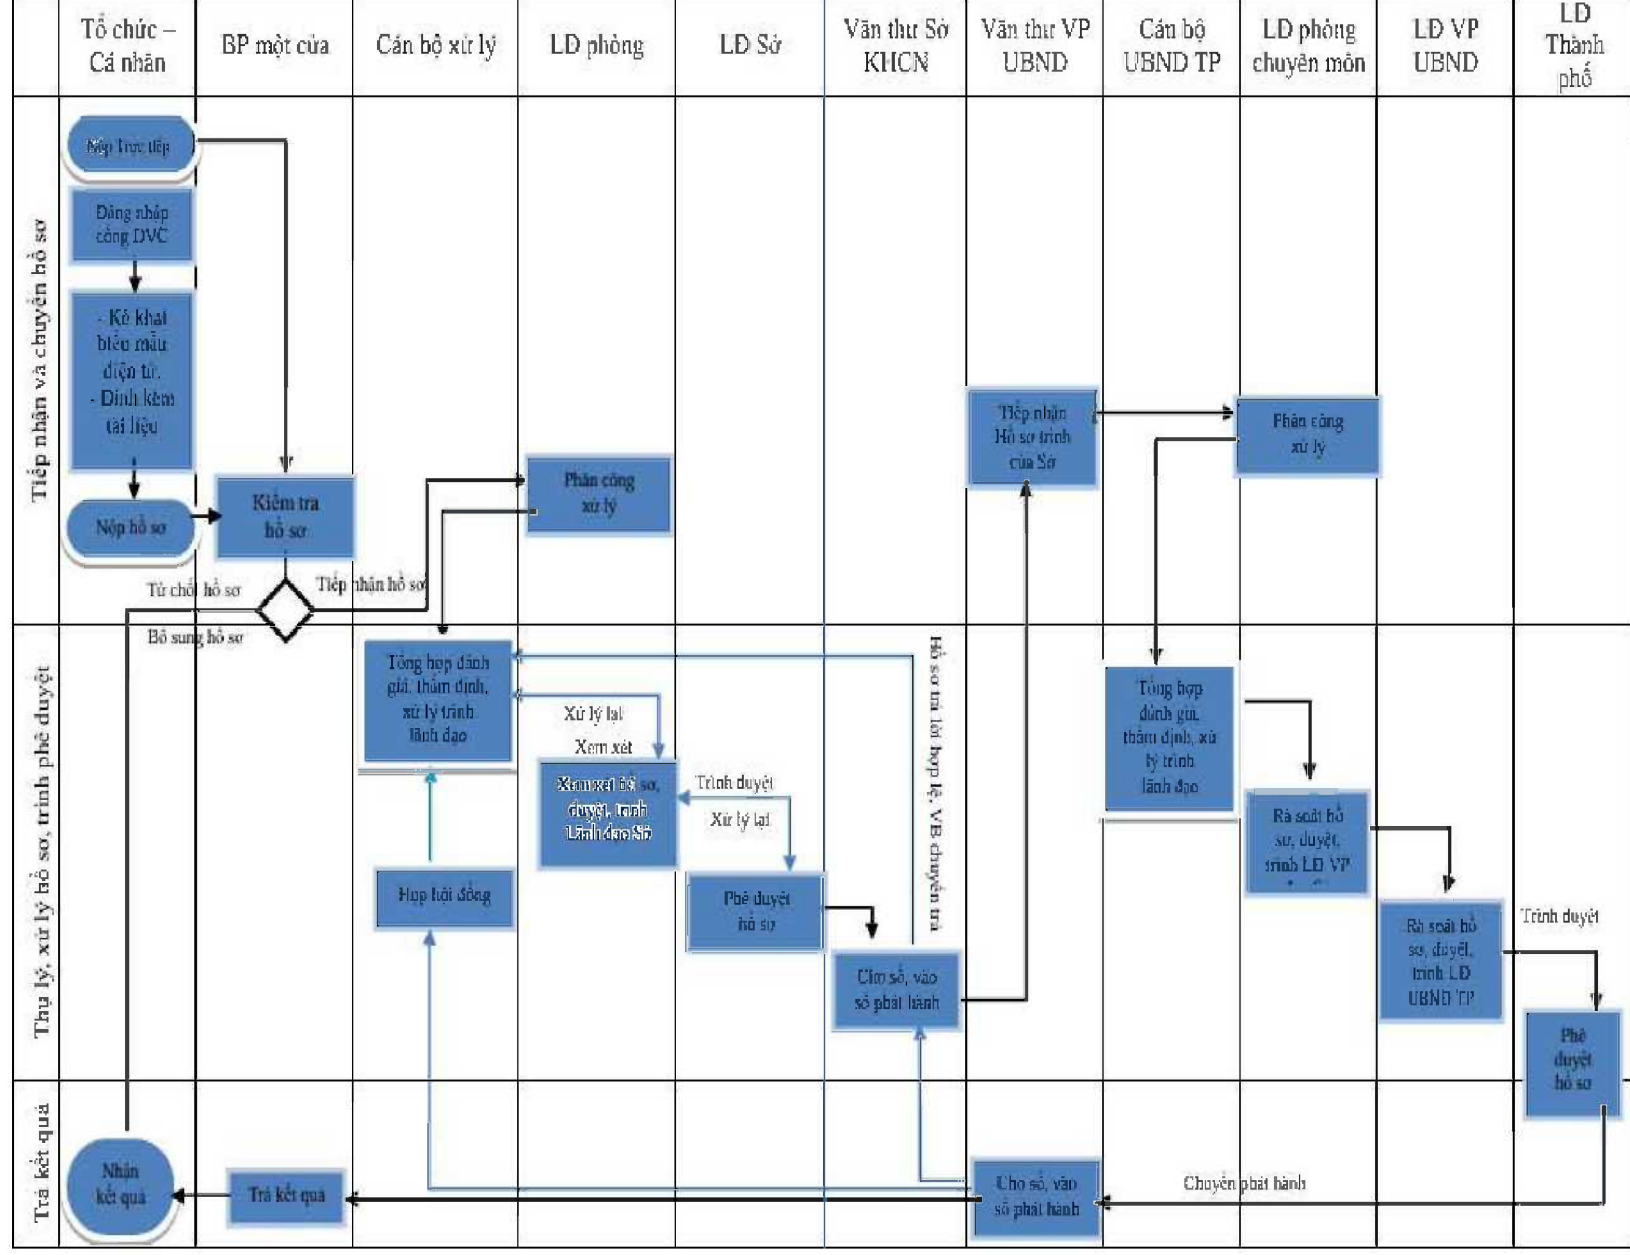 Tổ chức –
Cá nhân
BP một cửa
Cán bộ xử lý
LĐ phòng
LĐ Sở
Văn thư Sở
KHCN
Văn thư VP
UBND
Cán bộ
UBND TP
LĐ phòng
chuyên môn
LĐ VP
UBND
LĐ
Thành
phố
Tiếp nhận và chuyển hồ sơ
Nộp trực tiếp
Đăng nhập
cổng DVC
- Kê khai
biểu mẫu
điện tử.
- Đính kèm
tài liệu
Nộp hồ sơ
Kiểm tra
hồ sơ
Từ chối hồ sơ
Bổ sung hồ sơ
Tiếp nhận hồ sơ
Phân công
xử lý
Tiếp nhận
Hồ sơ trình
của Sở
Phân công
xử lý
Thụ lý, xử lý hồ sơ, trình phê duyệt
Tổng hợp đánh
giá, thẩm định,
xử lý trình
lãnh đạo
Xử lý lại
Xem xét
Xem xét hồ sơ,
duyệt, trình
Lãnh đạo Sở
Trình duyệt
Xử lý lại
Họp hội đồng
Phê duyệt
hồ sơ
Cho số, vào
sổ phát hành
Hồ sơ trả lời hợp lệ, VB chuyển trả
Tổng hợp
đánh giá,
thẩm định, xử
lý trình
lãnh đạo
Rà soát hồ
sơ, duyệt,
trình LĐ VP
Rà soát hồ
sơ, duyệt,
trình LĐ
UBND TP
Trình duyệt
Phê
duyệt
hồ sơ
Trả kết quả
Nhận
kết quả
Trả kết quả
Cho số, vào
sổ phát hành
Chuyển phát hành